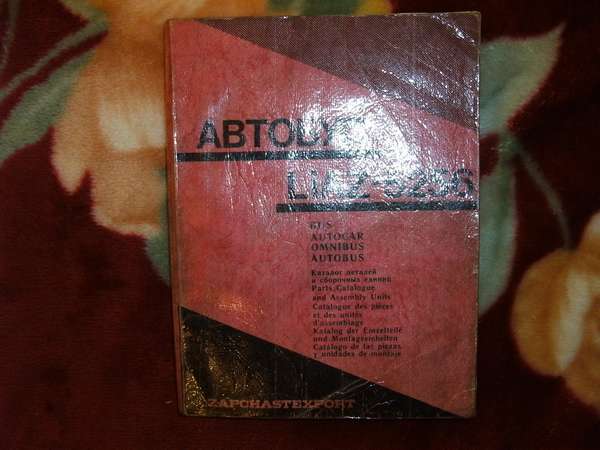 АВТОБУС
LiAZ-5256
BUS
AUTOCAR
OMNIBUS
AUTOBUS
Каталог деталей
и сборочных единиц
Parts Catalogue
and Assembly Units
Catalogue des pièces
et des unités
d'assemblage
Katalog der Einzelteile
und Montageeinheiten
Catálogo de las piezas
y unidades de montaje
ZAPCHASTEXPORT